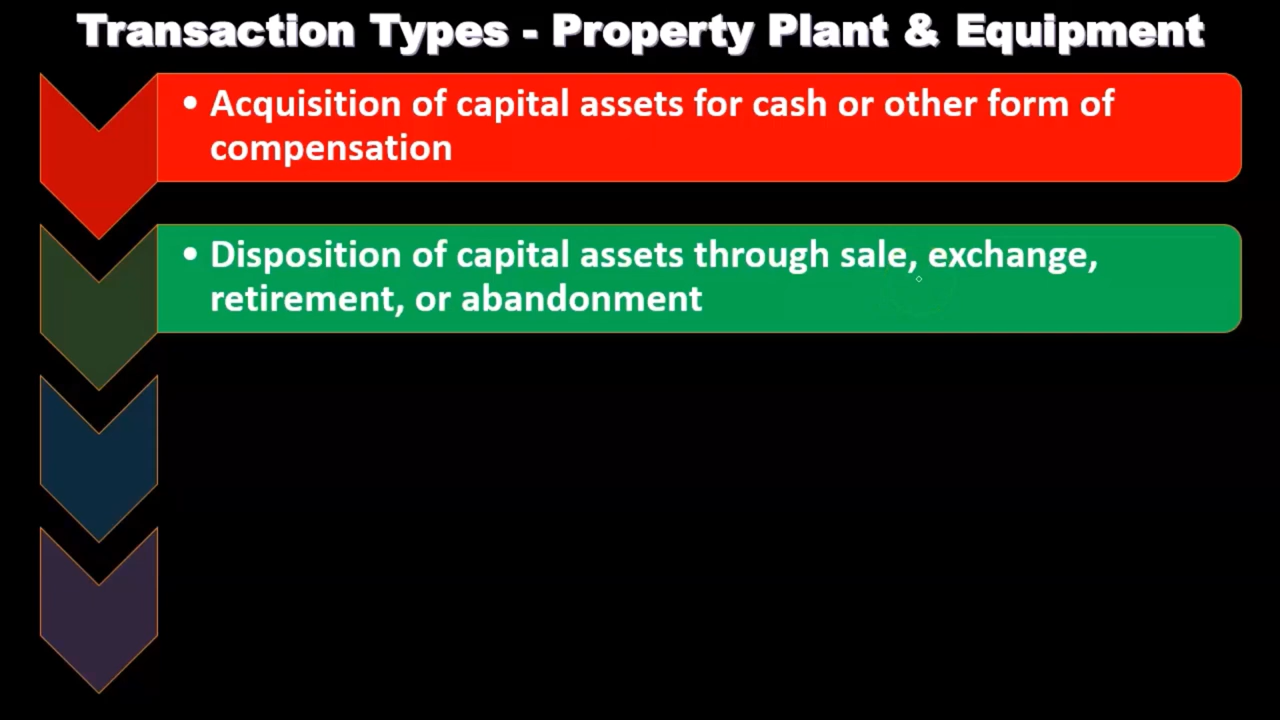 Transaction Types - Property Plant & Equipment
• Acquisition of capital assets for cash or other form of
compensation
• Disposition of capital assets through sale, exchange,
retirement, or abandonment